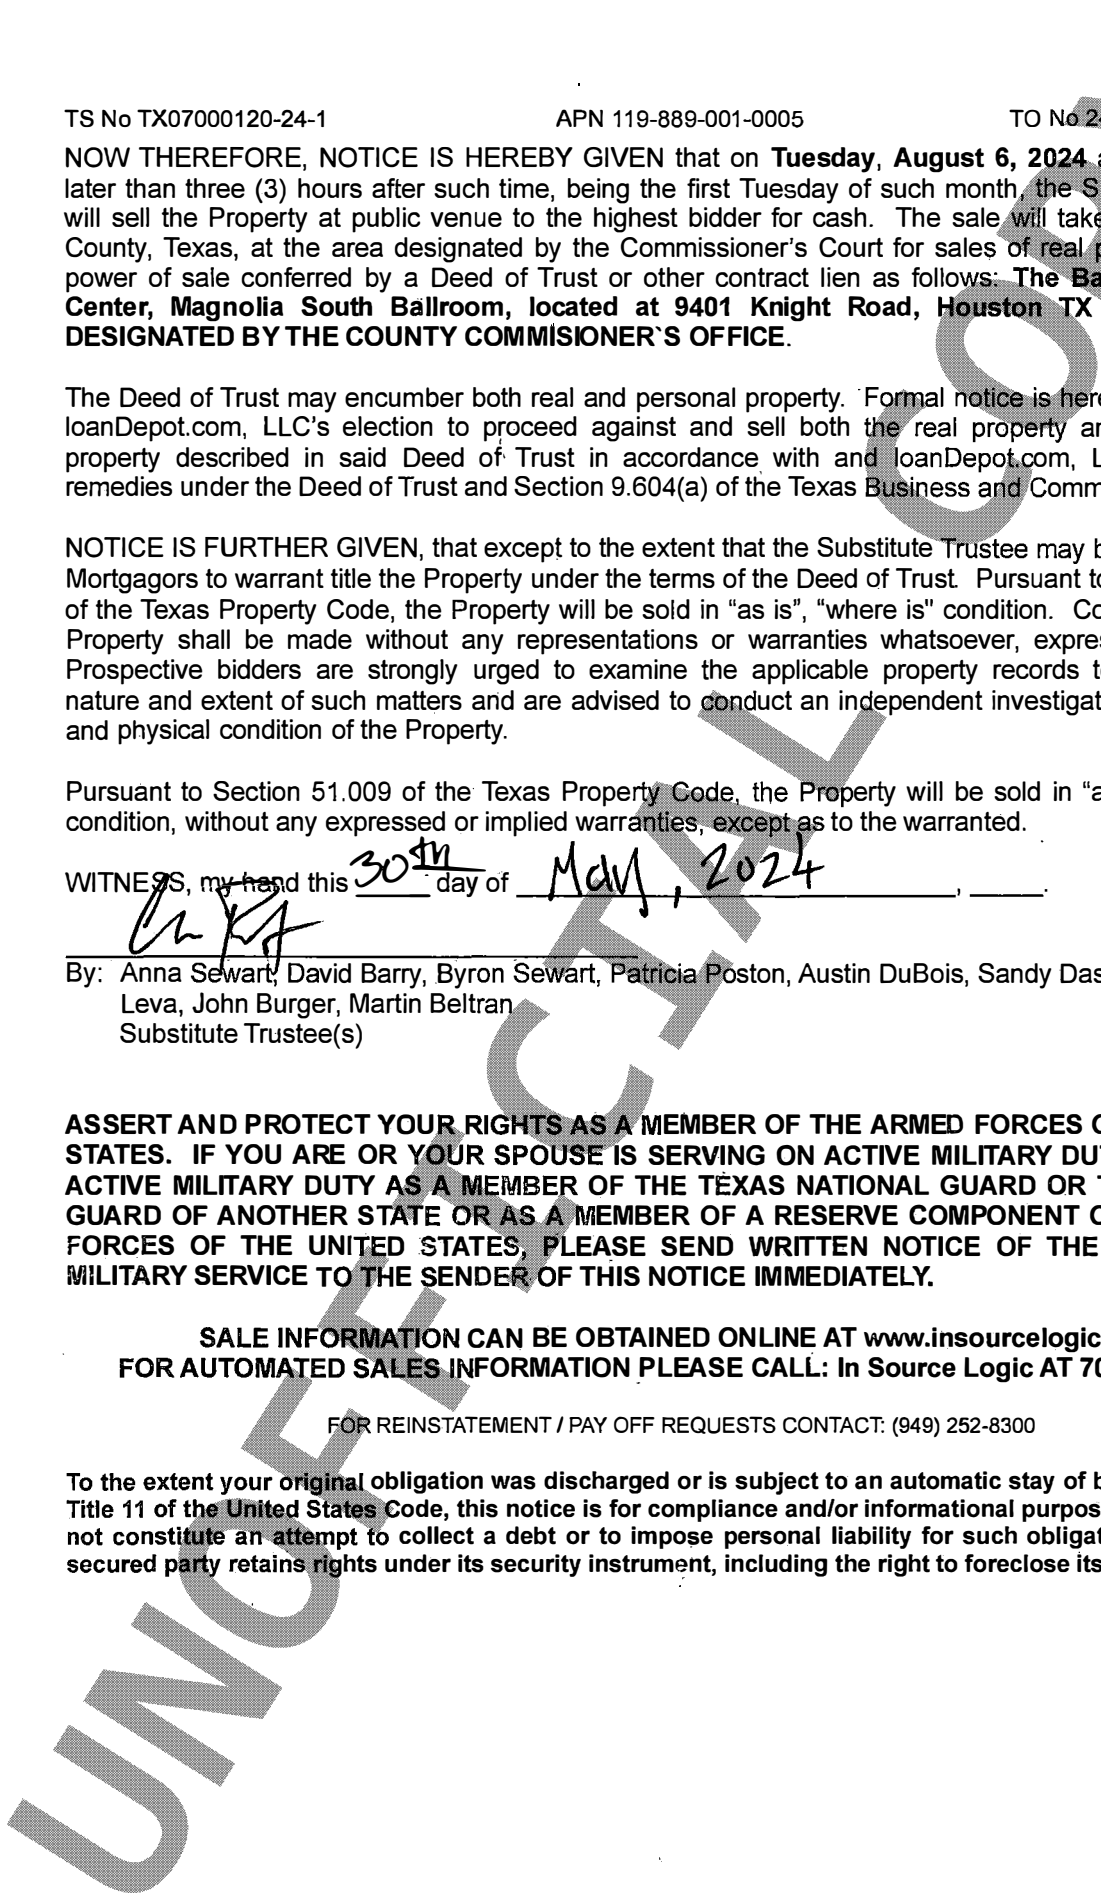 TS No TX07000120-24-1 APN 119-889-001-0005 TO No 2
NOW THEREFORE, NOTICE IS HEREBY GIVEN that on Tuesday, August 6, 2024
later than three (3) hours after such time, being the first Tuesday of such month, the S
will sell the Property at public venue to the highest bidder for cash. The sale will take
County, Texas, at the area designated by the Commissioner's Court for sales of real p
power of sale conferred by a Deed of Trust or other contract lien as follows: The Ba
Center, Magnolia South Ballroom, located at 9401 Knight Road, Houston TX
DESIGNATED BY THE COUNTY COMMISIONER`S OFFICE.
The Deed of Trust may encumber both real and personal property. Formal notice is here
loanDepot.com, LLC's election to proceed against and sell both the real property an
property described in said Deed of Trust in accordance with and loanDepot.com, L
remedies under the Deed of Trust and Section 9.604(a) of the Texas Business and Comm
NOTICE IS FURTHER GIVEN, that except to the extent that the Substitute Trustee may b
Mortgagors to warrant title the Property under the terms of the Deed of Trust. Pursuant to
of the Texas Property Code, the Property will be sold in “as is”, “where is" condition. Co
Property shall be made without any representations or warranties whatsoever, expres
Prospective bidders are strongly urged to examine the applicable property records t
nature and extent of such matters and are advised to conduct an independent investigat
and physical condition of the Property.
Pursuant to Section 51.009 of the Texas Property Code, the Property will be sold in “a
condition, without any expressed or implied warranties, except as to the warranted.
WITNESS, my hand this 30th day of May, 2024, ____.
By: Anna Sewart, David Barry, Byron Sewart, Patricia Poston, Austin DuBois, Sandy Das
Leva, John Burger, Martin Beltran
Substitute Trustee(s)
ASSERT AND PROTECT YOUR RIGHTS AS A MEMBER OF THE ARMED FORCES O
STATES. IF YOU ARE OR YOUR SPOUSE IS SERVING ON ACTIVE MILITARY DU
ACTIVE MILITARY DUTY AS A MEMBER OF THE TEXAS NATIONAL GUARD OR T
GUARD OF ANOTHER STATE OR AS A MEMBER OF A RESERVE COMPONENT O
FORCES OF THE UNITED STATES, PLEASE SEND WRITTEN NOTICE OF THE
MILITARY SERVICE TO THE SENDER OF THIS NOTICE IMMEDIATELY.
SALE INFORMATION CAN BE OBTAINED ONLINE AT www.insourcelogic
FOR AUTOMATED SALES INFORMATION PLEASE CALL: In Source Logic AT 70
FOR REINSTATEMENT / PAY OFF REQUESTS CONTACT: (949) 252-8300
To the extent your original obligation was discharged or is subject to an automatic stay of b
Title 11 of the United States Code, this notice is for compliance and/or informational purpos
not constitute an attempt to collect a debt or to impose personal liability for such obligat
secured party retains rights under its security instrument, including the right to foreclose its
UNOFFICIAL COP